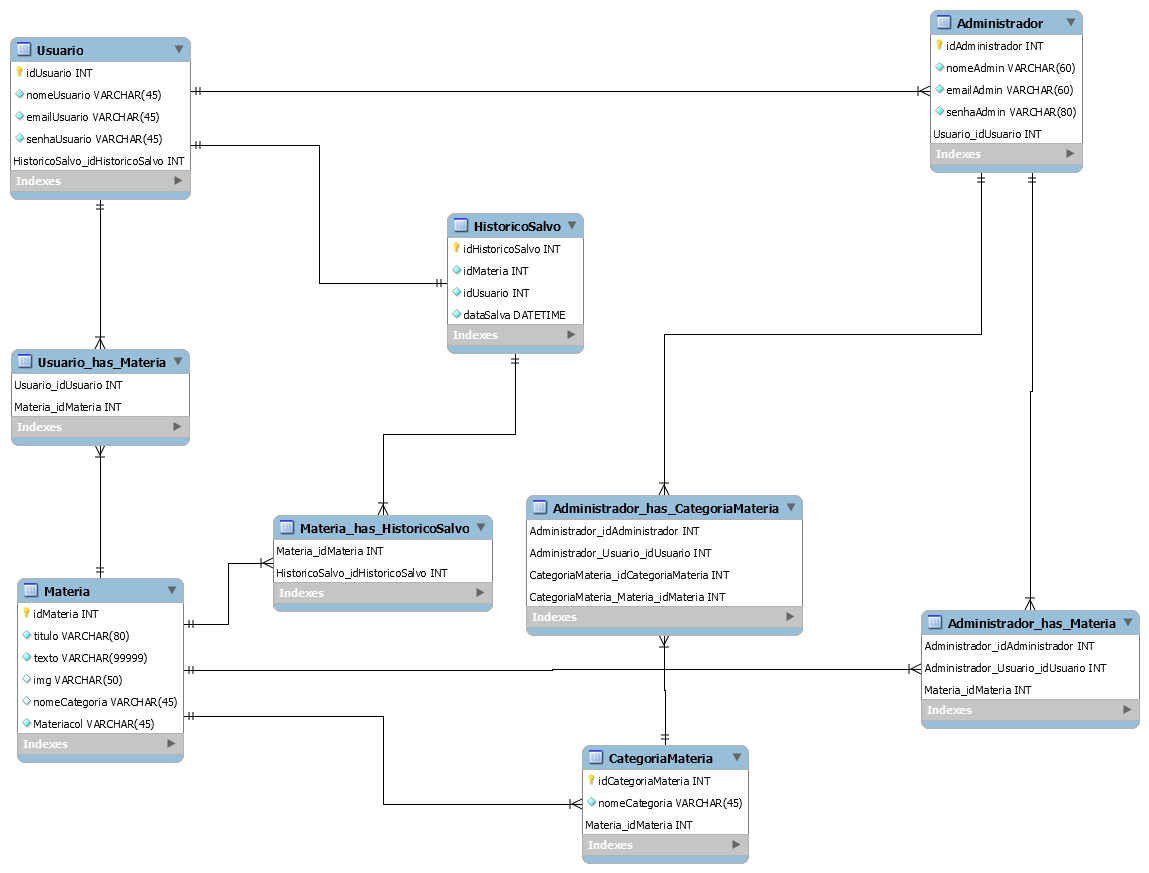 Usuario
idUsuario INT
nomeUsuario VARCHAR(45)
emailUsuario VARCHAR(45)
senhaUsuario VARCHAR(45)
HistoricoSalvo_idHistoricoSalvo INT
Indexes
Administrador
idAdministrador INT
nomeAdmin VARCHAR(60)
emailAdmin VARCHAR(60)
senhaAdmin VARCHAR(80)
Usuario_idUsuario INT
Indexes
HistoricoSalvo
idHistoricoSalvo INT
idMateria INT
idUsuario INT
dataSalva DATETIME
Indexes
Usuario_has_Materia
Usuario_idUsuario INT
Materia_idMateria INT
Indexes
Materia_has_HistoricoSalvo
Materia_idMateria INT
HistoricoSalvo_idHistoricoSalvo INT
Indexes
Administrador_has_CategoriaMateria
Administrador_idAdministrador INT
Administrador_Usuario_idUsuario INT
CategoriaMateria_idCategoriaMateria INT
CategoriaMateria_Materia_idMateria INT
Indexes
Materia
idMateria INT
titulo VARCHAR(80)
texto VARCHAR(99999)
img VARCHAR(50)
nomeCategoria VARCHAR(45)
Materiacol VARCHAR(45)
Indexes
Administrador_has_Materia
Administrador_idAdministrador INT
Administrador_Usuario_idUsuario INT
Materia_idMateria INT
Indexes
CategoriaMateria
idCategoriaMateria INT
nomeCategoria VARCHAR(45)
Materia_idMateria INT
Indexes